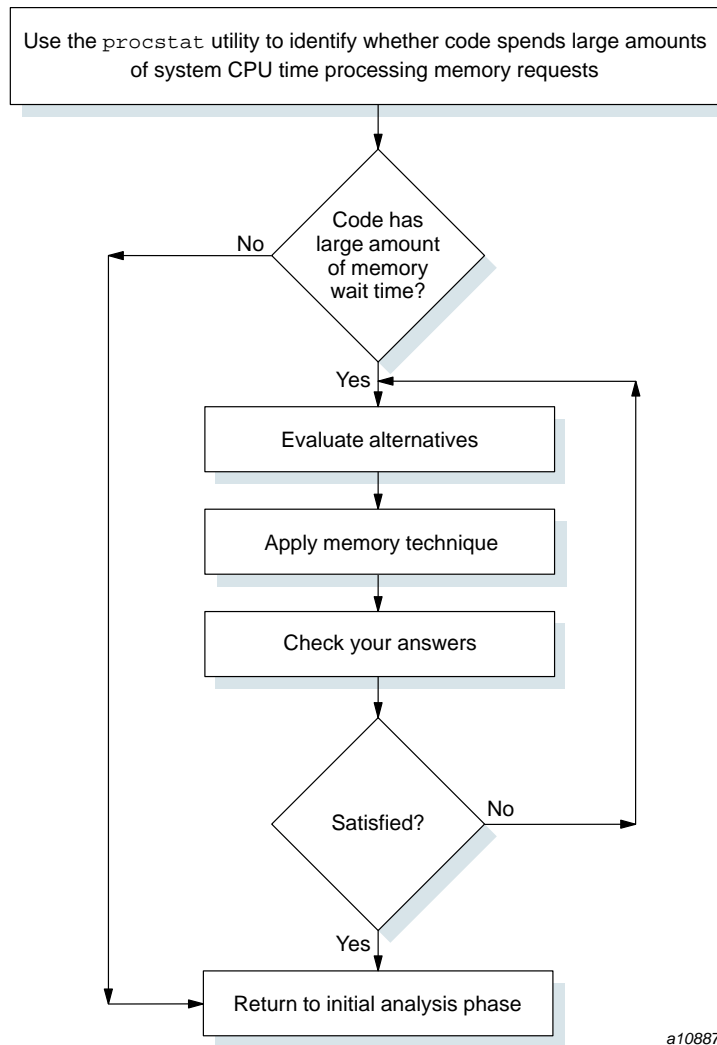 Use the procstat utility to identify whether code spends large amounts
of system CPU time processing memory requests
Code has
large amount
of memory
wait time?
No
Yes
Evaluate alternatives
Apply memory technique
Check your answers
Satisfied?
No
Yes
Return to initial analysis phase
a10887